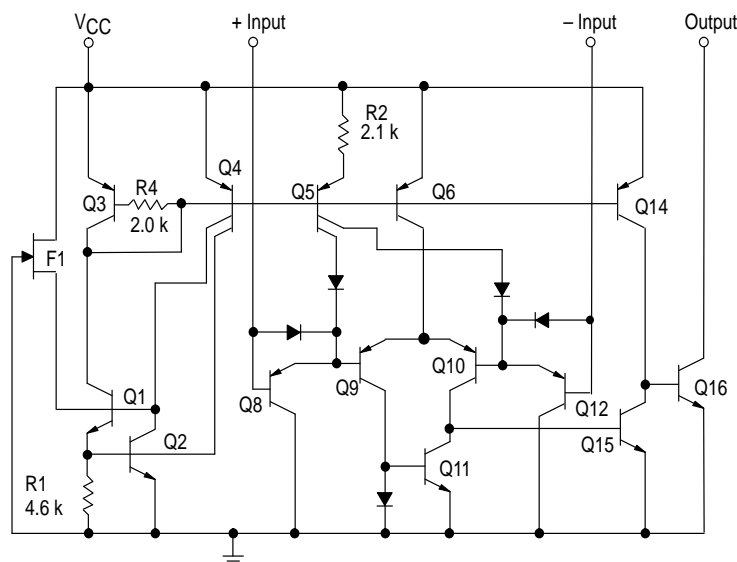 VCC
+ Input
– Input
Output
R2
2.1 k
Q4
R4
Q3
2.0 k
Q5
Q6
Q14
F1
Q1
Q8
Q9
Q10
Q12
Q16
Q2
Q15
Q11
R1
4.6 k